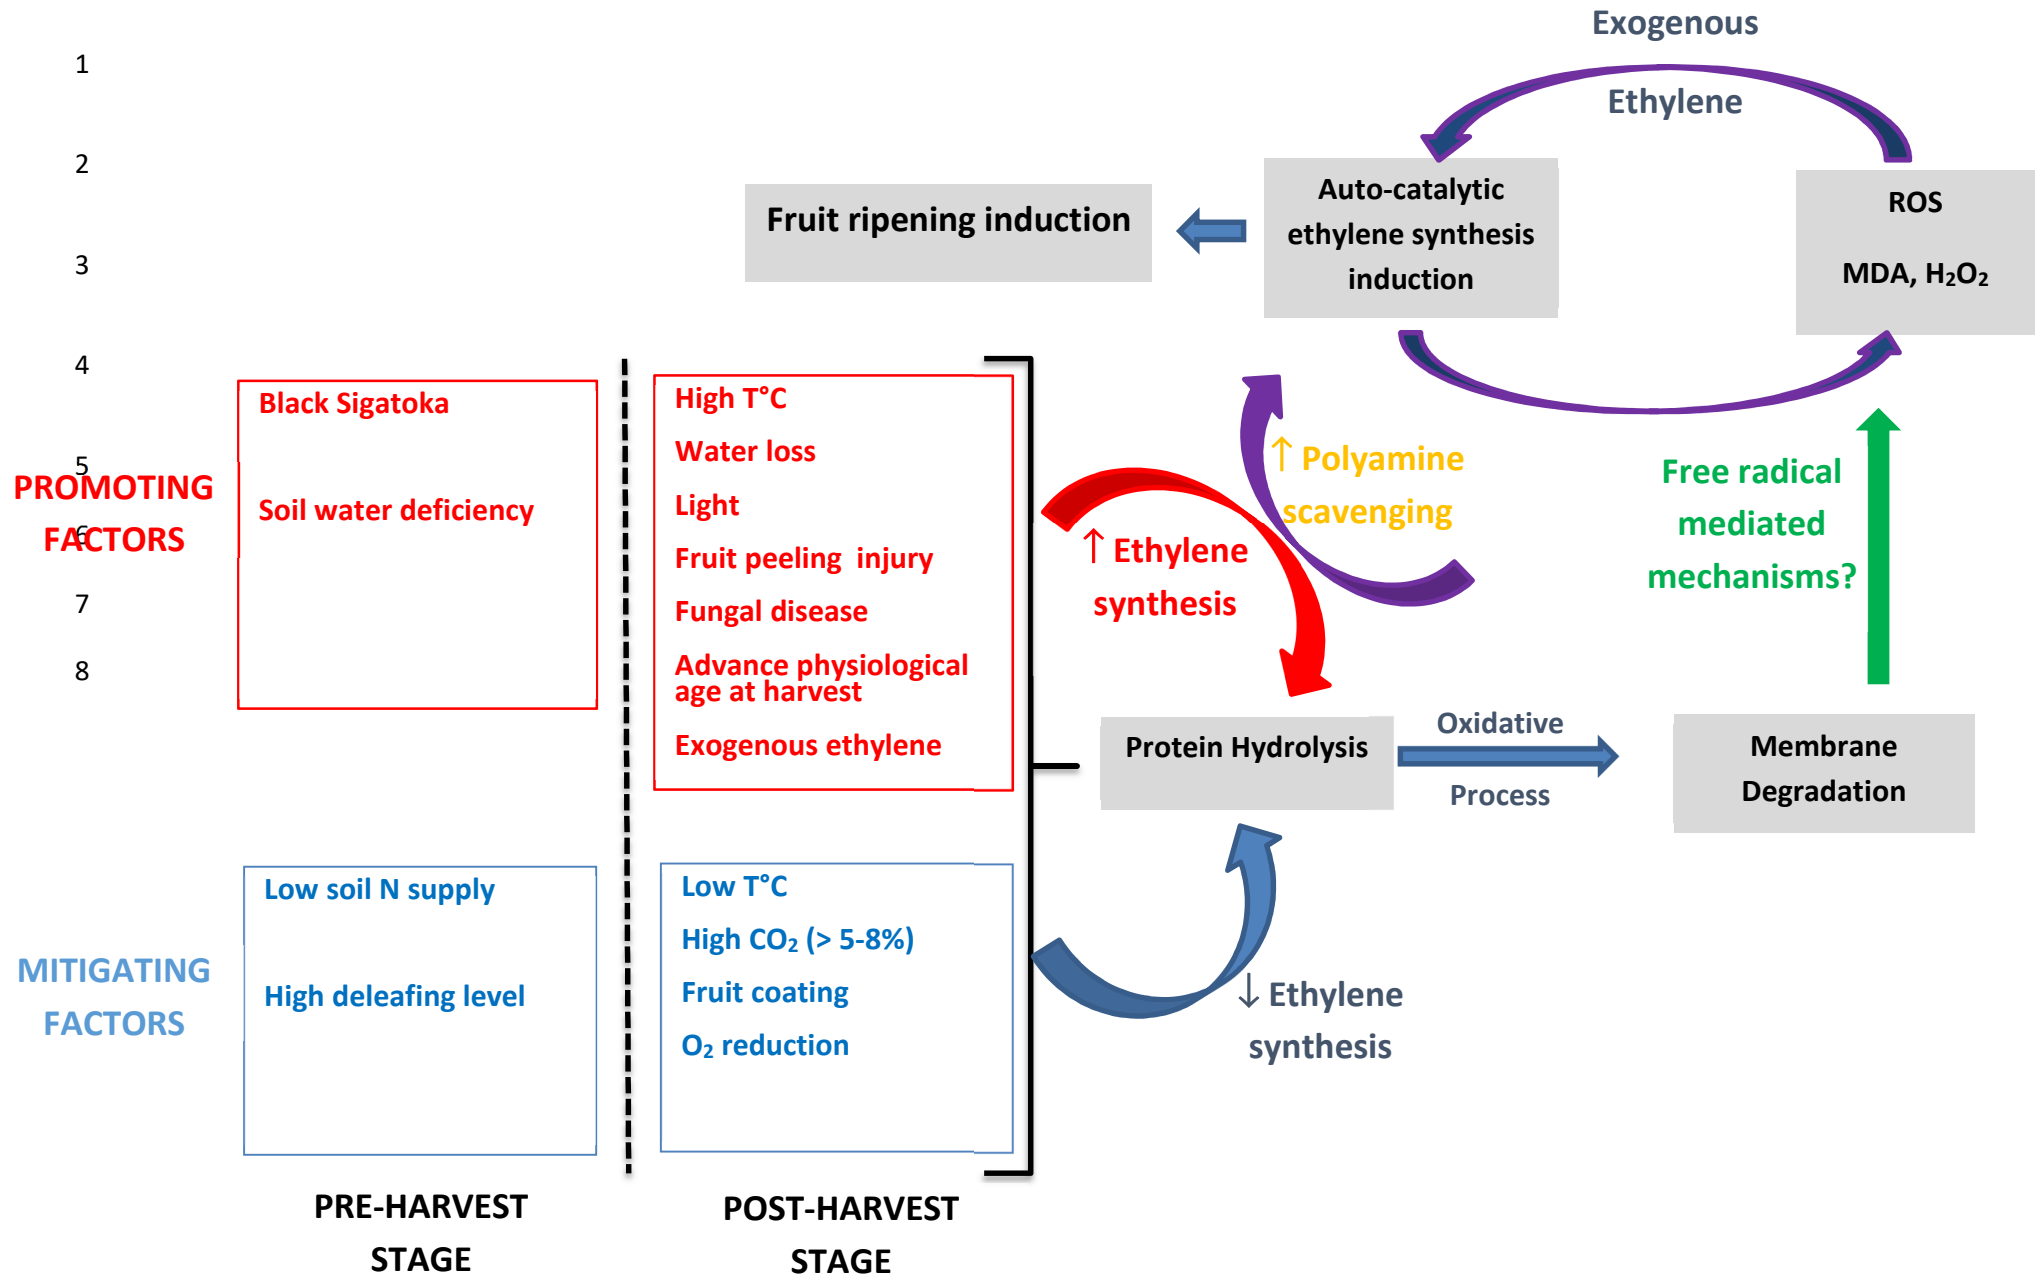 1
2
3
4
5
6
7
8
Exogenous
Ethylene
Fruit ripening induction
Auto-catalytic
ethylene synthesis
induction
ROS
MDA, H₂O₂
PROMOTING
FACTORS
Black Sigatoka
Soil water deficiency
High T°C
Water loss
Light
Fruit peeling  injury
Fungal disease
Advance physiological
age at harvest
Exogenous ethylene
↑ Ethylene
synthesis
↑ Polyamine
scavenging
Free radical
mediated
mechanisms?
Protein Hydrolysis
Oxidative
Process
Membrane
Degradation
MITIGATING
FACTORS
Low soil N supply
High deleafing level
Low T°C
High CO₂ (> 5-8%)
Fruit coating
O₂ reduction
↓ Ethylene
synthesis
PRE-HARVEST
STAGE
POST-HARVEST
STAGE